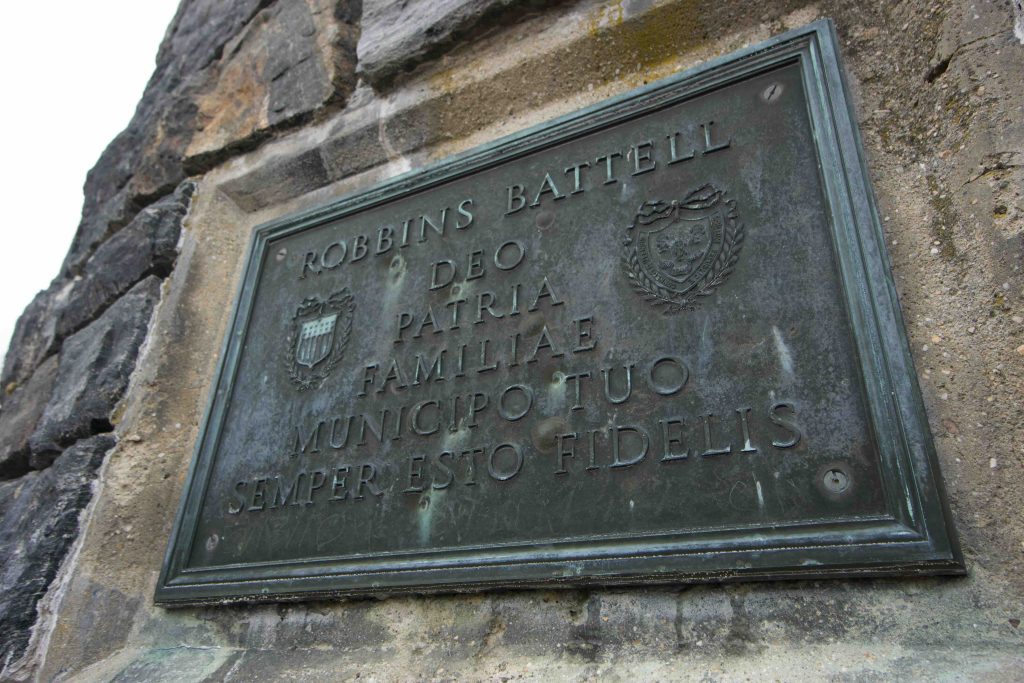 ROBBINS BATTELL
DEO
PATRIA
FAMILIAE
MUNICIPO TUO
SEMPER ESTO FIDELIS